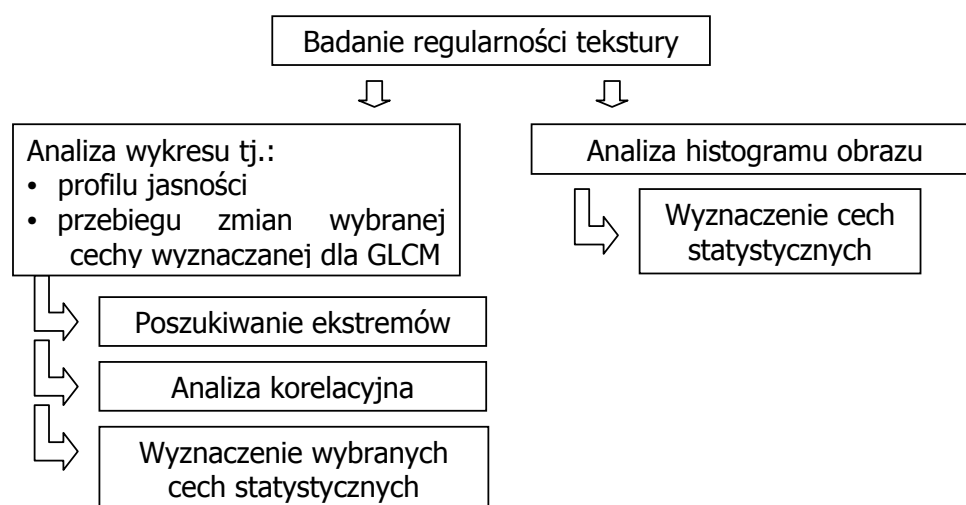 Badanie regularności tekstury
Analiza wykresu tj.:
• profilu jasności
• przebiegu zmian wybranej
cechy wyznaczanej dla GLCM
Poszukiwanie ekstremów
Analiza korelacyjna
Wyznaczenie wybranych
cech statystycznych
Analiza histogramu obrazu
Wyznaczenie cech
statystycznych